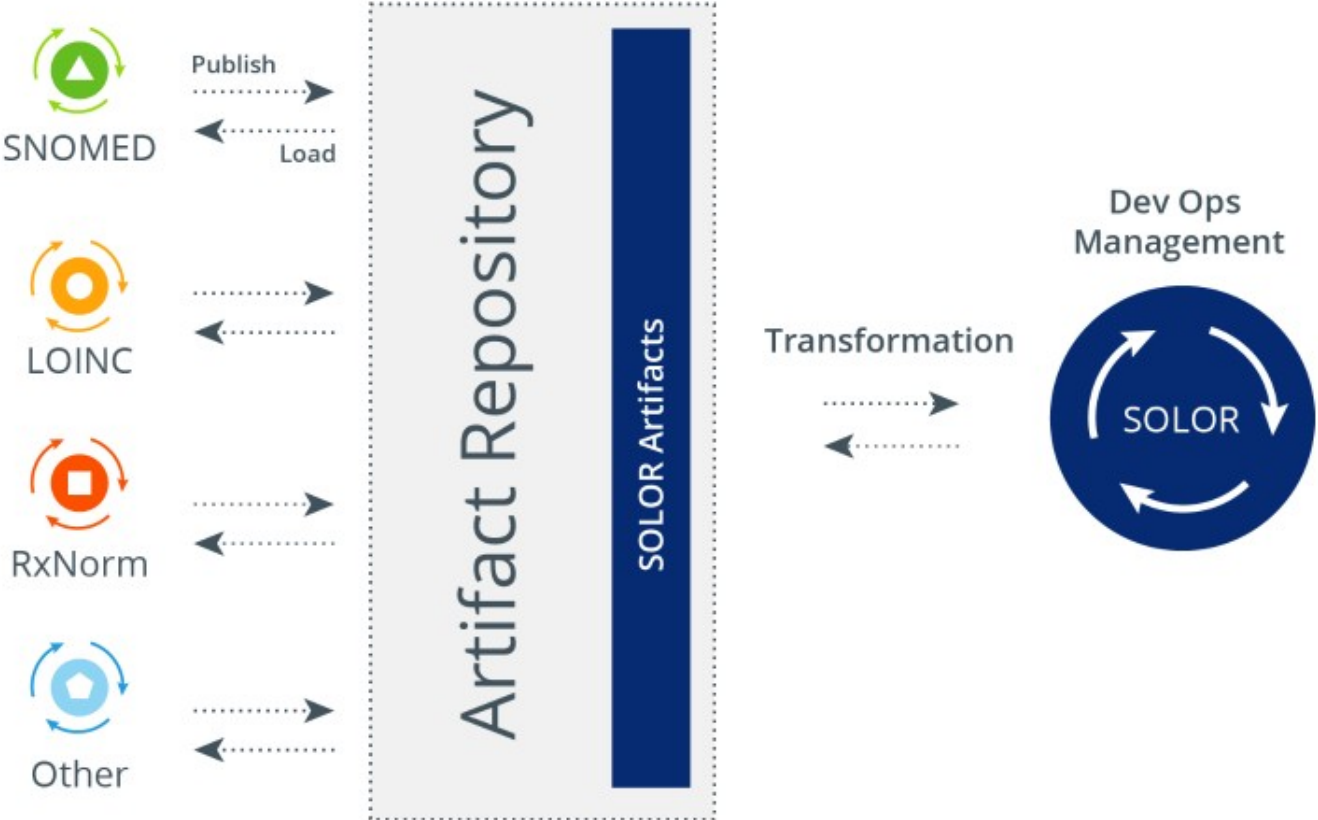 Publish
Load
SNOMED
LOINC
RxNorm
Other
Artifact Repository
SOLOR Artifacts
Transformation
Dev Ops
Management
SOLOR